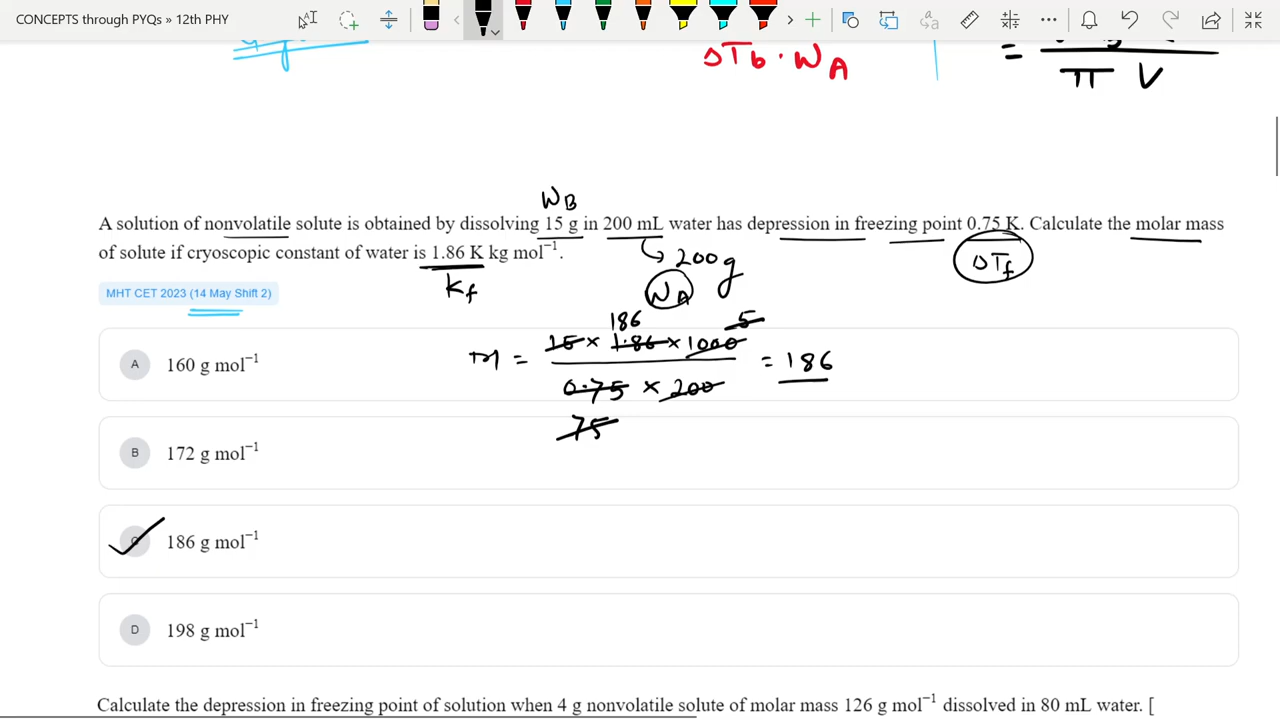 CONCEPTS through PYQs » 12th PHY
ΔTb · WA
=
π V
WB
A solution of nonvolatile solute is obtained by dissolving 15 g in 200 mL water has depression in freezing point 0.75 K. Calculate the molar mass
of solute if cryoscopic constant of water is 1.86 K kg mol⁻¹.
200 g
WA
ΔTf
Kf
MHT CET 2023 (14 May Shift 2)
186 5
M = 15 × 1.86 × 1000 = 186
0.75 × 200
75
A 160 g mol⁻¹
B 172 g mol⁻¹
C 186 g mol⁻¹
D 198 g mol⁻¹
Calculate the depression in freezing point of solution when 4 g nonvolatile solute of molar mass 126 g mol⁻¹ dissolved in 80 mL water. [